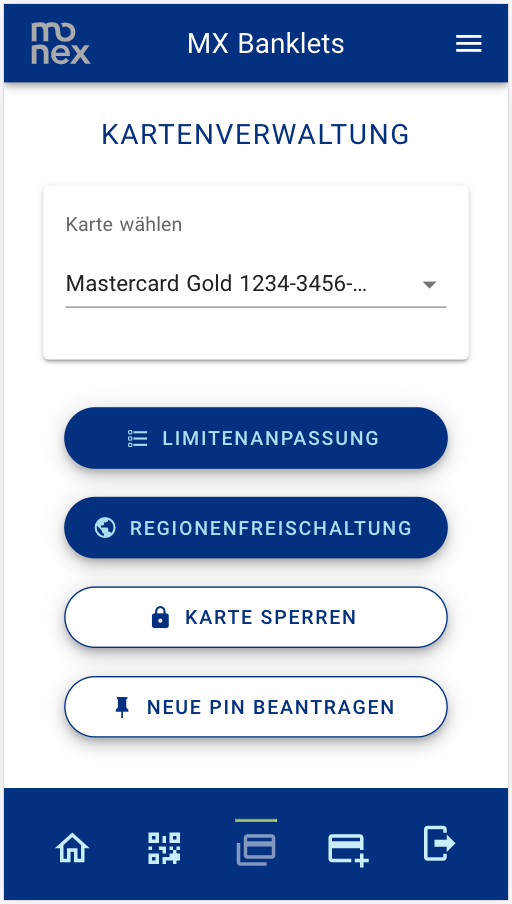 mo
nex
MX Banklets
KARTENVERWALTUNG
Karte wählen
Mastercard Gold 1234-3456-...
LIMITENANPASSUNG
REGIONENFREISCHALTUNG
KARTE SPERREN
NEUE PIN BEANTRAGEN